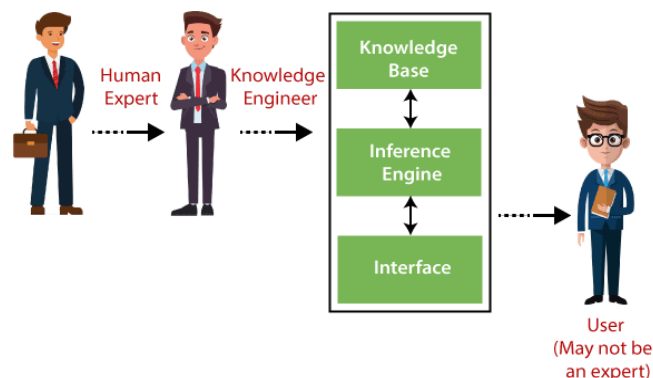 Human
Expert
Knowledge
Engineer
Knowledge
Base
Inference
Engine
Interface
User
(May not be
an expert)